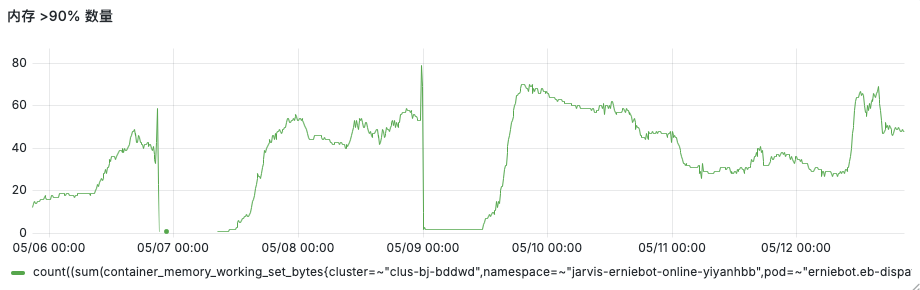 内存 >90% 数量
80
60
40
20
0
05/06 00:00 05/07 00:00 05/08 00:00 05/09 00:00 05/10 00:00 05/11 00:00 05/12 00:00
count((sum(container_memory_working_set_bytes{cluster=~"clus-bj-bddwd",namespace=~"jarvis-erniebot-online-yiyanhbb",pod=~"erniebot.eb-dispa